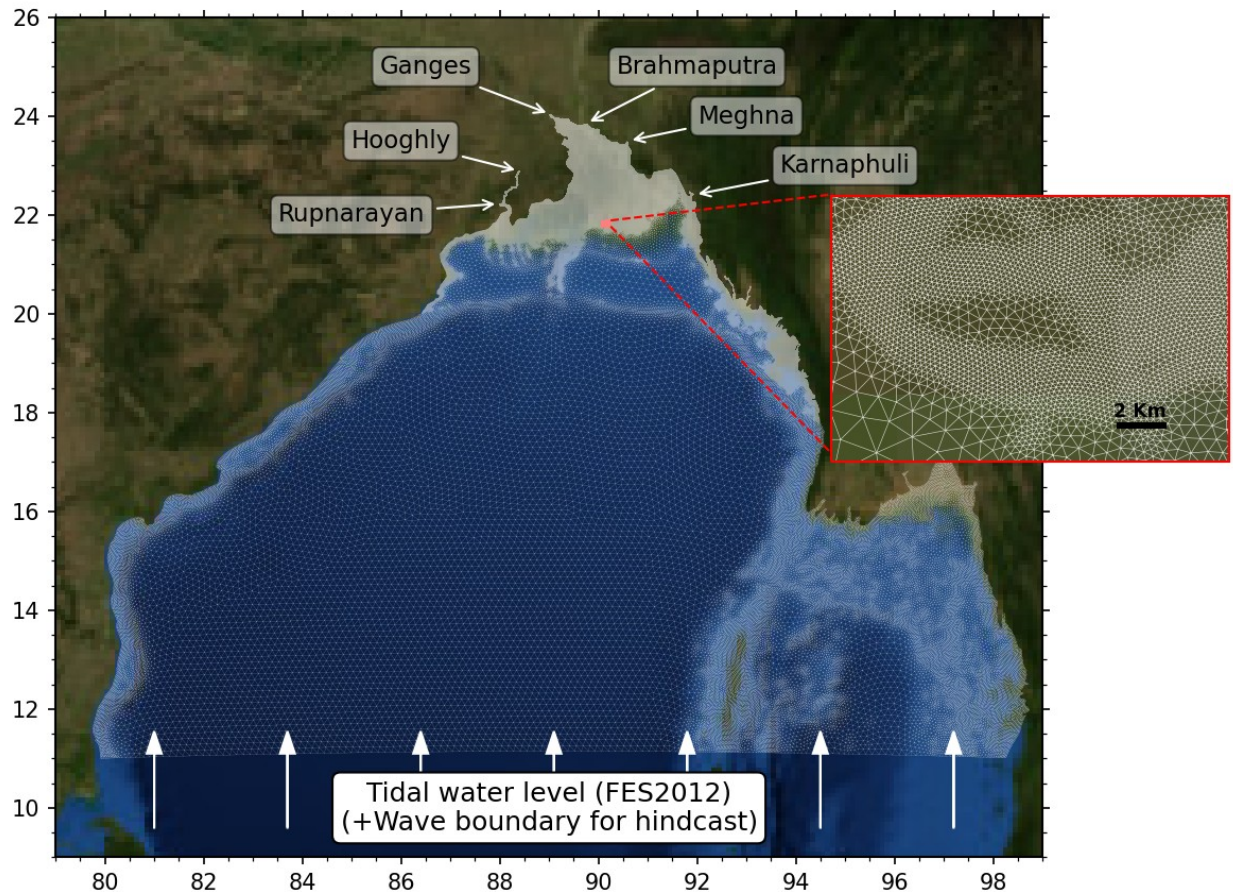 26
24
22
20
18
16
14
12
10
Ganges
Brahmaputra
Meghna
Hooghly
Karnaphuli
Rupnarayan
2 Km
Tidal water level (FES2012)
(+Wave boundary for hindcast)
80 82 84 86 88 90 92 94 96 98